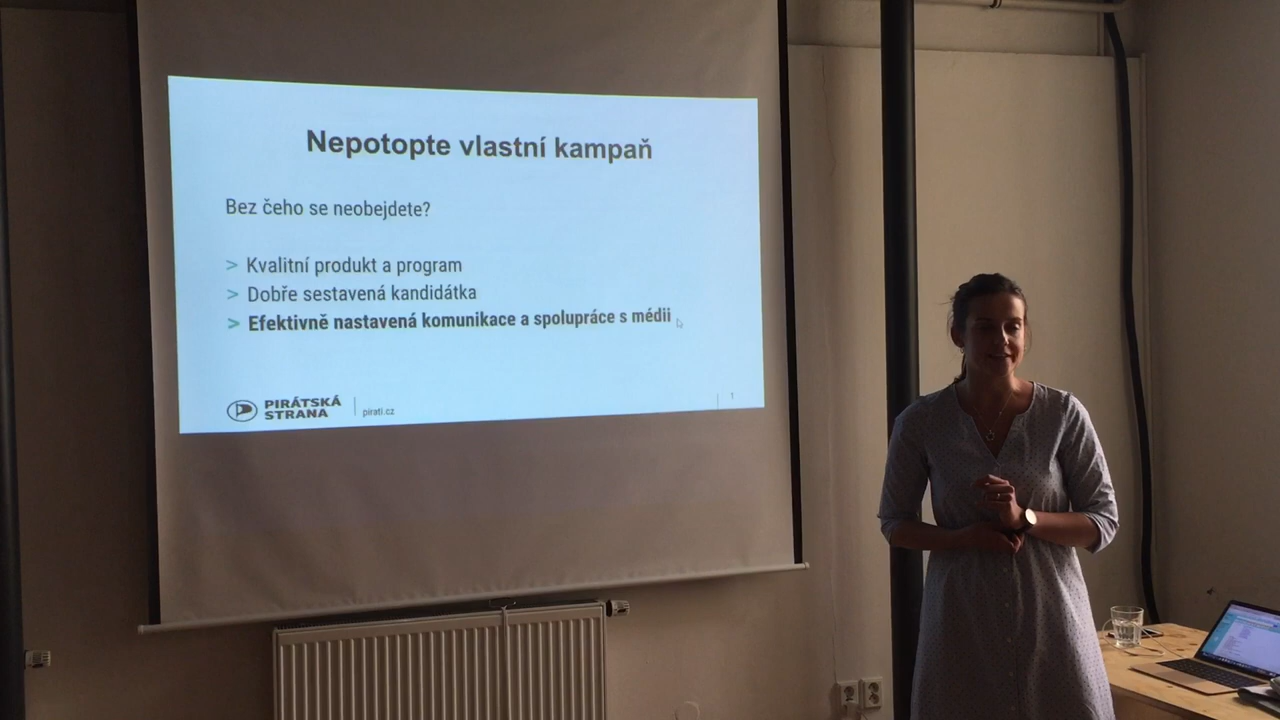 Nepotopte vlastní kampaň
Bez čeho se neobejdete?
> Kvalitní produkt a program
> Dobře sestavená kandidátka
> Efektivně nastavená komunikace a spolupráce s médii
PIRÁTSKÁ
STRANA
pirati.cz
1